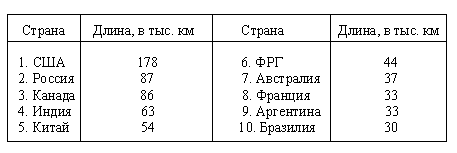 Страна Длина, в тыс. км Страна Длина, в тыс. км
1. США 178 6. ФРГ 44
2. Россия 87 7. Австралия 37
3. Канада 86 8. Франция 33
4. Индия 63 9. Аргентина 33
5. Китай 54 10. Бразилия 30